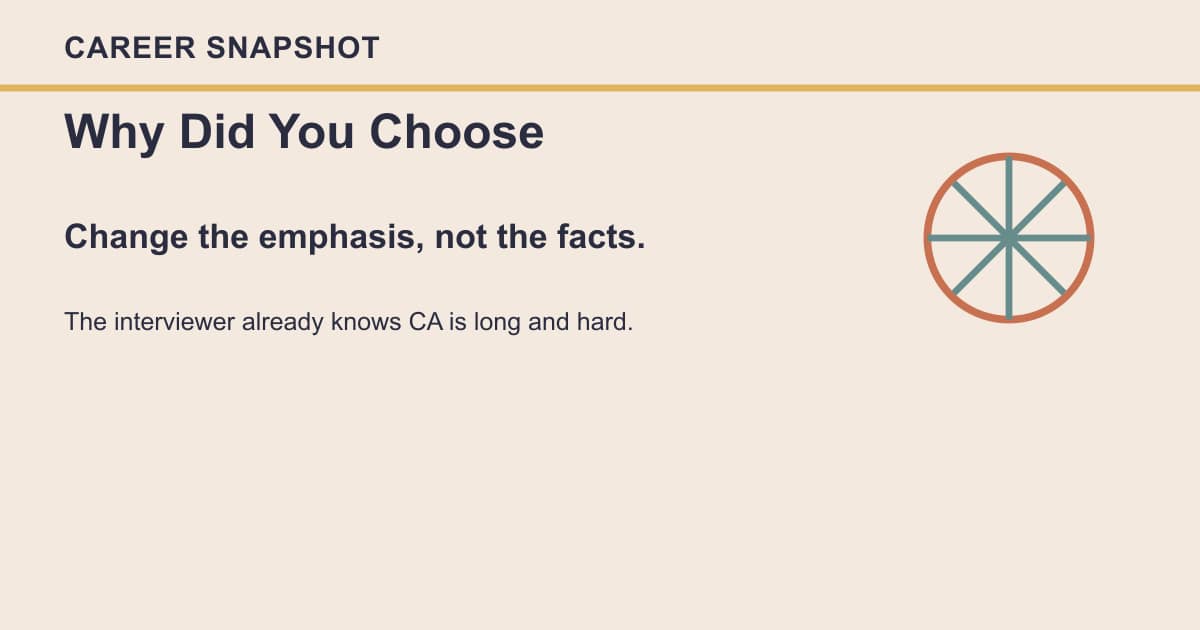 CAREER SNAPSHOT
Why Did You Choose
Change the emphasis, not the facts.
The interviewer already knows CA is long and hard.